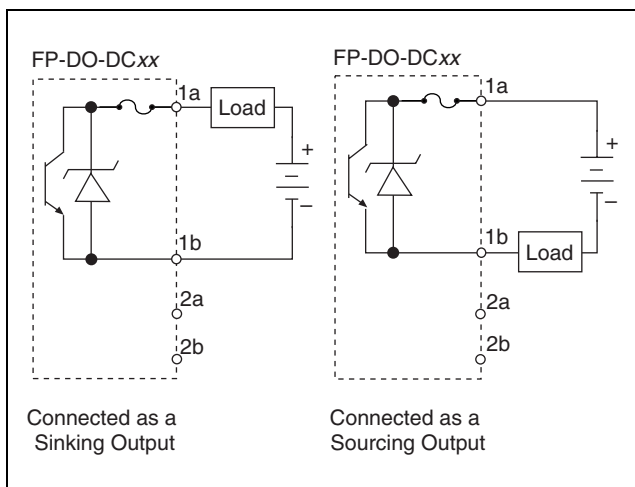 FP-DO-DCxx
1a
Load
+
–
1b
2a
2b
Connected as a
Sinking Output
FP-DO-DCxx
1a
+
–
1b
Load
2a
2b
Connected as a
Sourcing Output